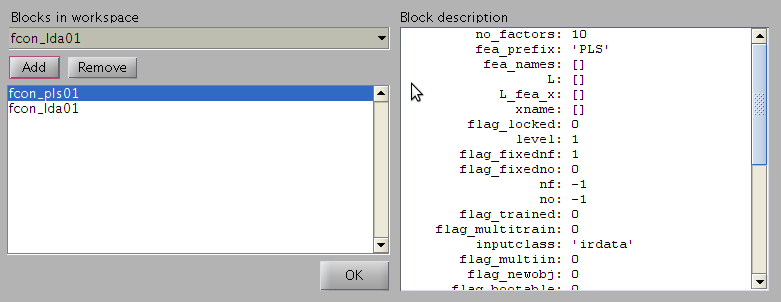 Blocks in workspace
fcon_lda01
Add Remove
fcon_pls01
fcon_lda01
OK
Block description
no_factors: 10
fea_prefix: 'PLS'
fea_names: []
L: []
L_fea_x: []
xname: []
flag_locked: 0
level: 1
flag_fixednf: 1
flag_fixedno: 0
nf: -1
no: -1
flag_trained: 0
flag_multitrain: 0
inputclass: 'irdata'
flag_multiin: 0
flag_newobj: 0
flag_bootable: 0